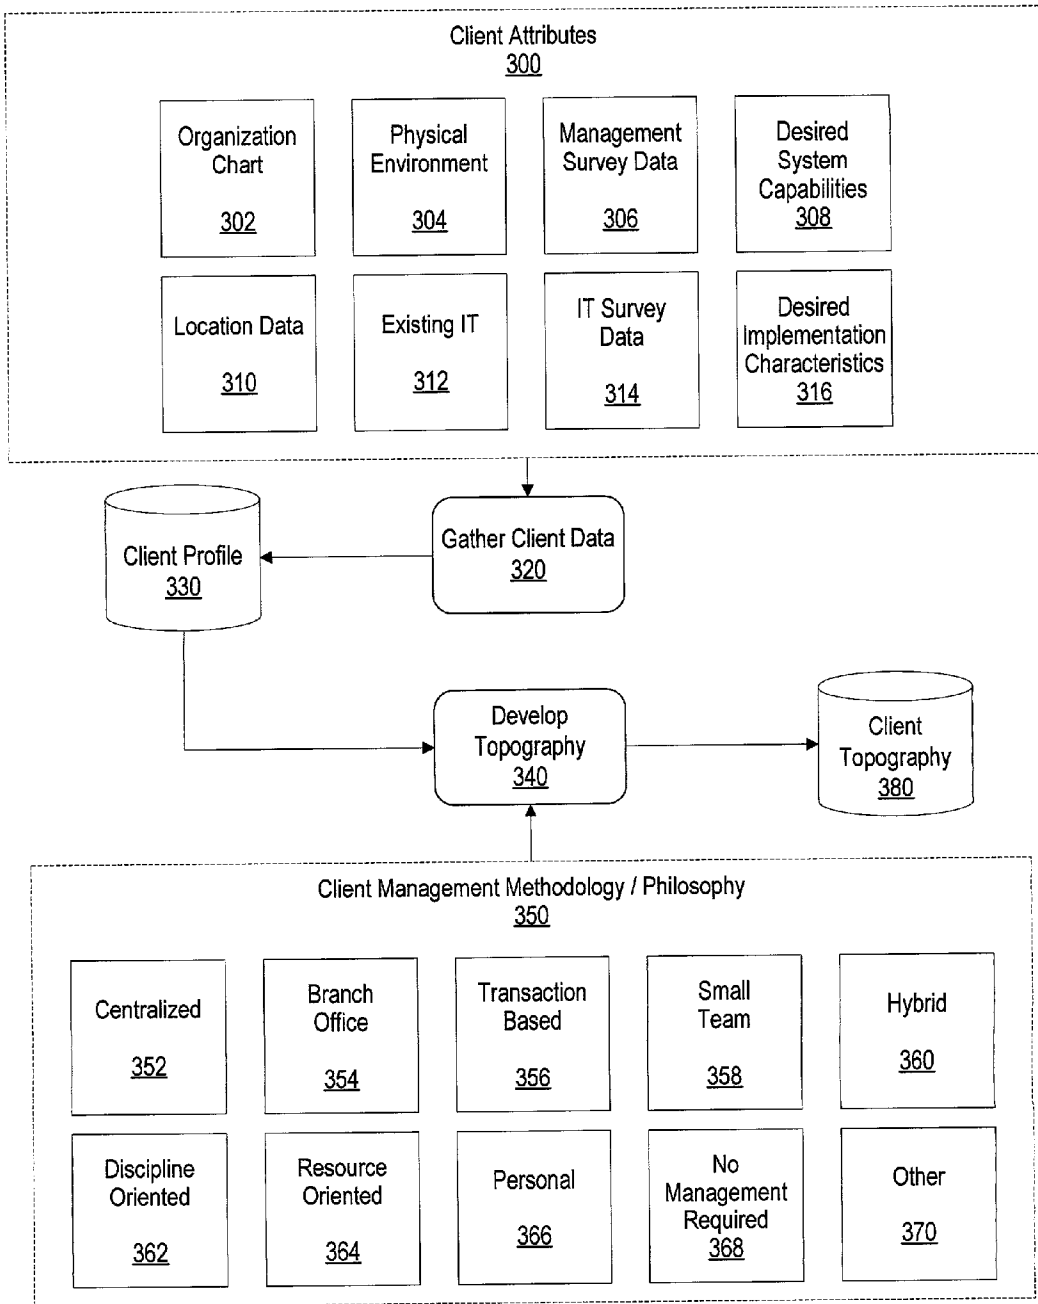 Client Attributes
300
Organization
Chart
302
Physical
Environment
304
Management
Survey Data
306
Desired
System
Capabilities
308
Location Data
310
Existing IT
312
IT Survey
Data
314
Desired
Implementation
Characteristics
316
Gather Client Data
320
Client Profile
330
Develop
Topography
340
Client
Topography
380
Client Management Methodology / Philosophy
350
Centralized
352
Branch
Office
354
Transaction
Based
356
Small
Team
358
Hybrid
360
Discipline
Oriented
362
Resource
Oriented
364
Personal
366
No
Management
Required
368
Other
370